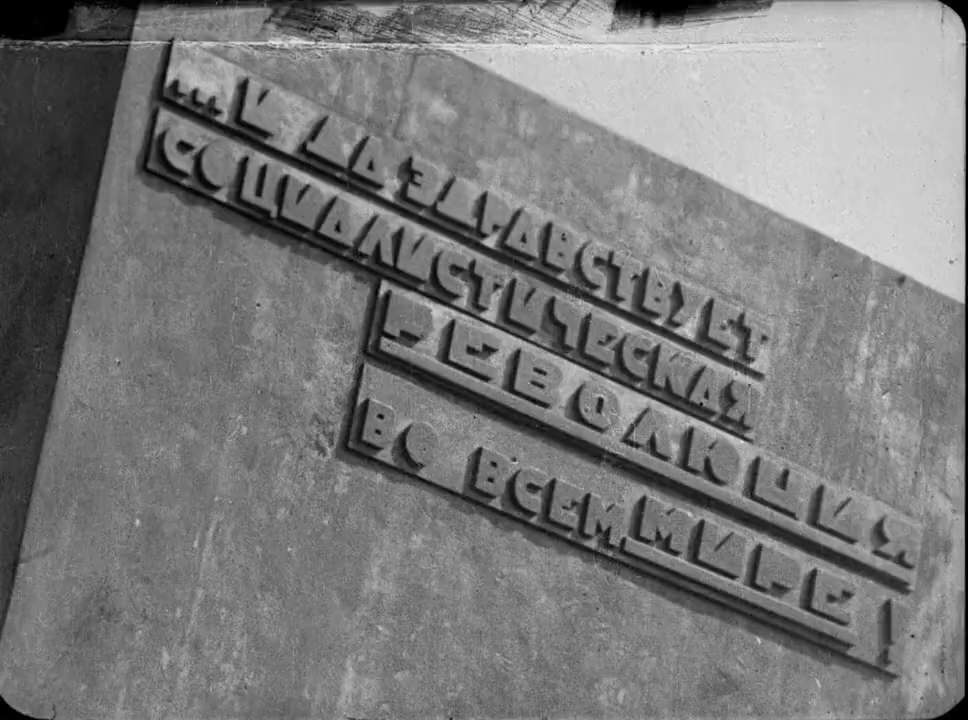 ... И ДА ЗДРАВСТВУЕТ
СОЦИАЛИСТИЧЕСКАЯ
РЕВОЛЮЦИЯ
ВО ВСЕМ МИРЕ!